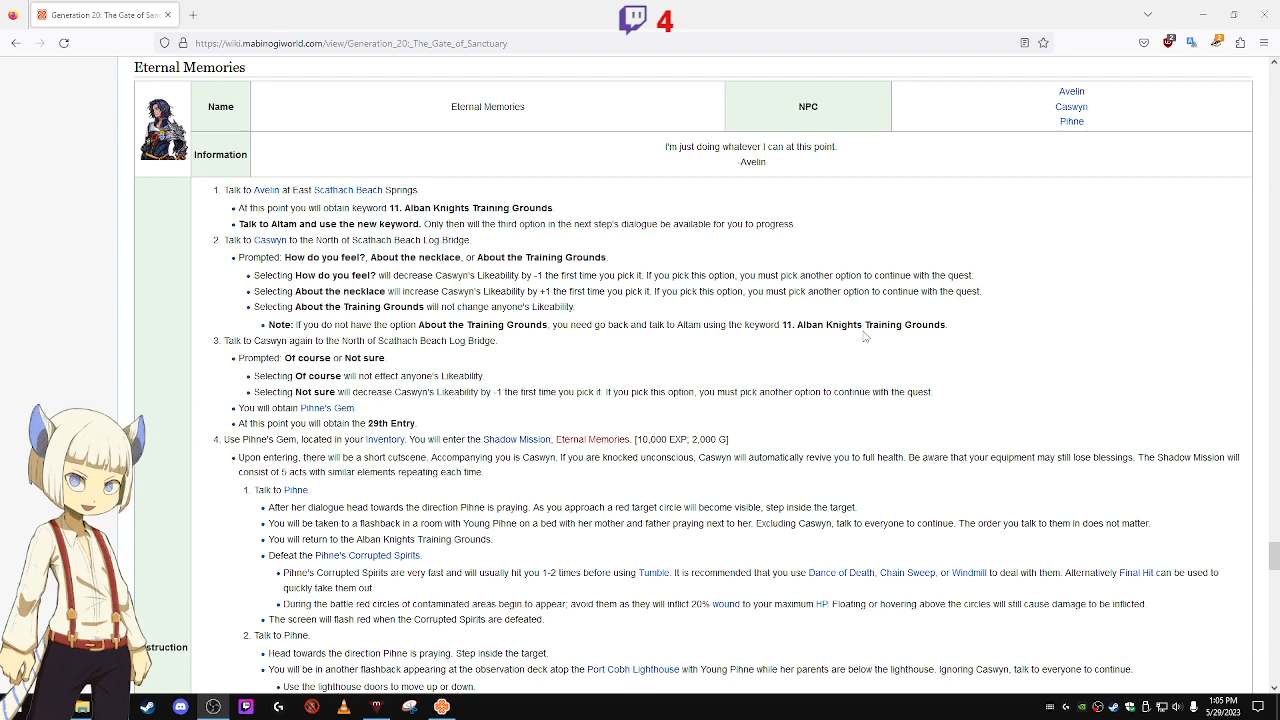 Generation 20: The Gate of Sanc
4
https://wiki.mabinogiworld.com/view/Generation_20:_The_Gate_of_Sanctuary
2
Eternal Memories
Name
Eternal Memories
NPC
Avelin
Caswyn
Pihne
Information
I'm just doing whatever I can at this point.
-Avelin
struction
1. Talk to Avelin at East Scathach Beach Springs.
At this point you will obtain keyword 11. Alban Knights Training Grounds.
Talk to Altam and use the new keyword. Only then will the third option in the next step's dialogue be available for you to progress.
2. Talk to Caswyn to the North of Scathach Beach Log Bridge.
Prompted: How do you feel?, About the necklace, or About the Training Grounds.
Selecting How do you feel? will decrease Caswyn's Likeability by -1 the first time you pick it. If you pick this option, you must pick another option to continue with the quest.
Selecting About the necklace will increase Caswyn's Likeability by +1 the first time you pick it. If you pick this option, you must pick another option to continue with the quest.
Selecting About the Training Grounds will not change anyone's Likeability.
Note: If you do not have the option About the Training Grounds, you need go back and talk to Altam using the keyword 11. Alban Knights Training Grounds.
3. Talk to Caswyn again to the North of Scathach Beach Log Bridge.
Prompted: Of course or Not sure.
Selecting Of course will not effect anyone's Likeability.
Selecting Not sure will decrease Caswyn's Likeability by -1 the first time you pick it. If you pick this option, you must pick another option to continue with the quest.
You will obtain Pihne's Gem.
At this point you will obtain the 29th Entry.
4. Use Pihne's Gem, located in your Inventory. You will enter the Shadow Mission, Eternal Memories. [10,000 EXP; 2,000 G]
Upon entering, there will be a short cutscene. Accompanying you is Caswyn. If you are knocked unconscious, Caswyn will automatically revive you to full health. Be aware that your equipment may still lose blessings. The Shadow Mission will
consist of 5 acts with similar elements repeating each time.
1. Talk to Pihne.
After her dialogue head towards the direction Pihne is praying. As you approach a red target circle will become visible, step inside the target.
You will be taken to a flashback in a room with Young Pihne on a bed with her mother and father praying next to her. Excluding Caswyn, talk to everyone to continue. The order you talk to them in does not matter.
You will return to the Alban Knights Training Grounds.
Defeat the Pihne's Corrupted Spirits.
Pihne's Corrupted Spirits are very fast and will usually hit you 1-2 times before using Tumble. It is recommended that you use Dance of Death, Chain Sweep, or Windmill to deal with them. Alternatively Final Hit can be used to
quickly take them out.
During the battle red circles of contaminated areas begin to appear; avoid them as they will inflict 20% wound to your maximum HP. Floating or hovering above the circles will still cause damage to be inflicted.
The screen will flash red when the Corrupted Spirits are defeated.
2. Talk to Pihne.
Head towards the direction Pihne is praying. Step inside the target.
You will be in another flashback appearing at the observation deck atop the Port Cobh Lighthouse with Young Pihne while her parents are below the lighthouse. Ignoring Caswyn, talk to everyone to continue.
Use the lighthouse doors to move up or down.
1:05 PM
5/29/2023